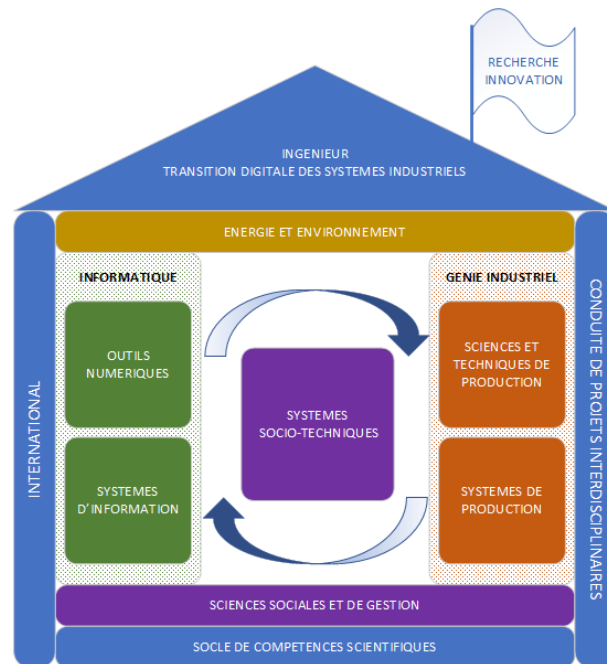 RECHERCHE
INNOVATION
INGENIEUR
TRANSITION DIGITALE DES SYSTEMES INDUSTRIELS
ENERGIE ET ENVIRONNEMENT
INTERNATIONAL
INFORMATIQUE
OUTILS
NUMERIQUES
SYSTEMES
D'INFORMATION
SYSTEMES
SOCIO-TECHNIQUES
GENIE INDUSTRIEL
SCIENCES ET
TECHNIQUES DE
PRODUCTION
SYSTEMES DE
PRODUCTION
CONDUITE DE PROJETS INTERDISCIPLINAIRES
SCIENCES SOCIALES ET DE GESTION
SOCLE DE COMPETENCES SCIENTIFIQUES